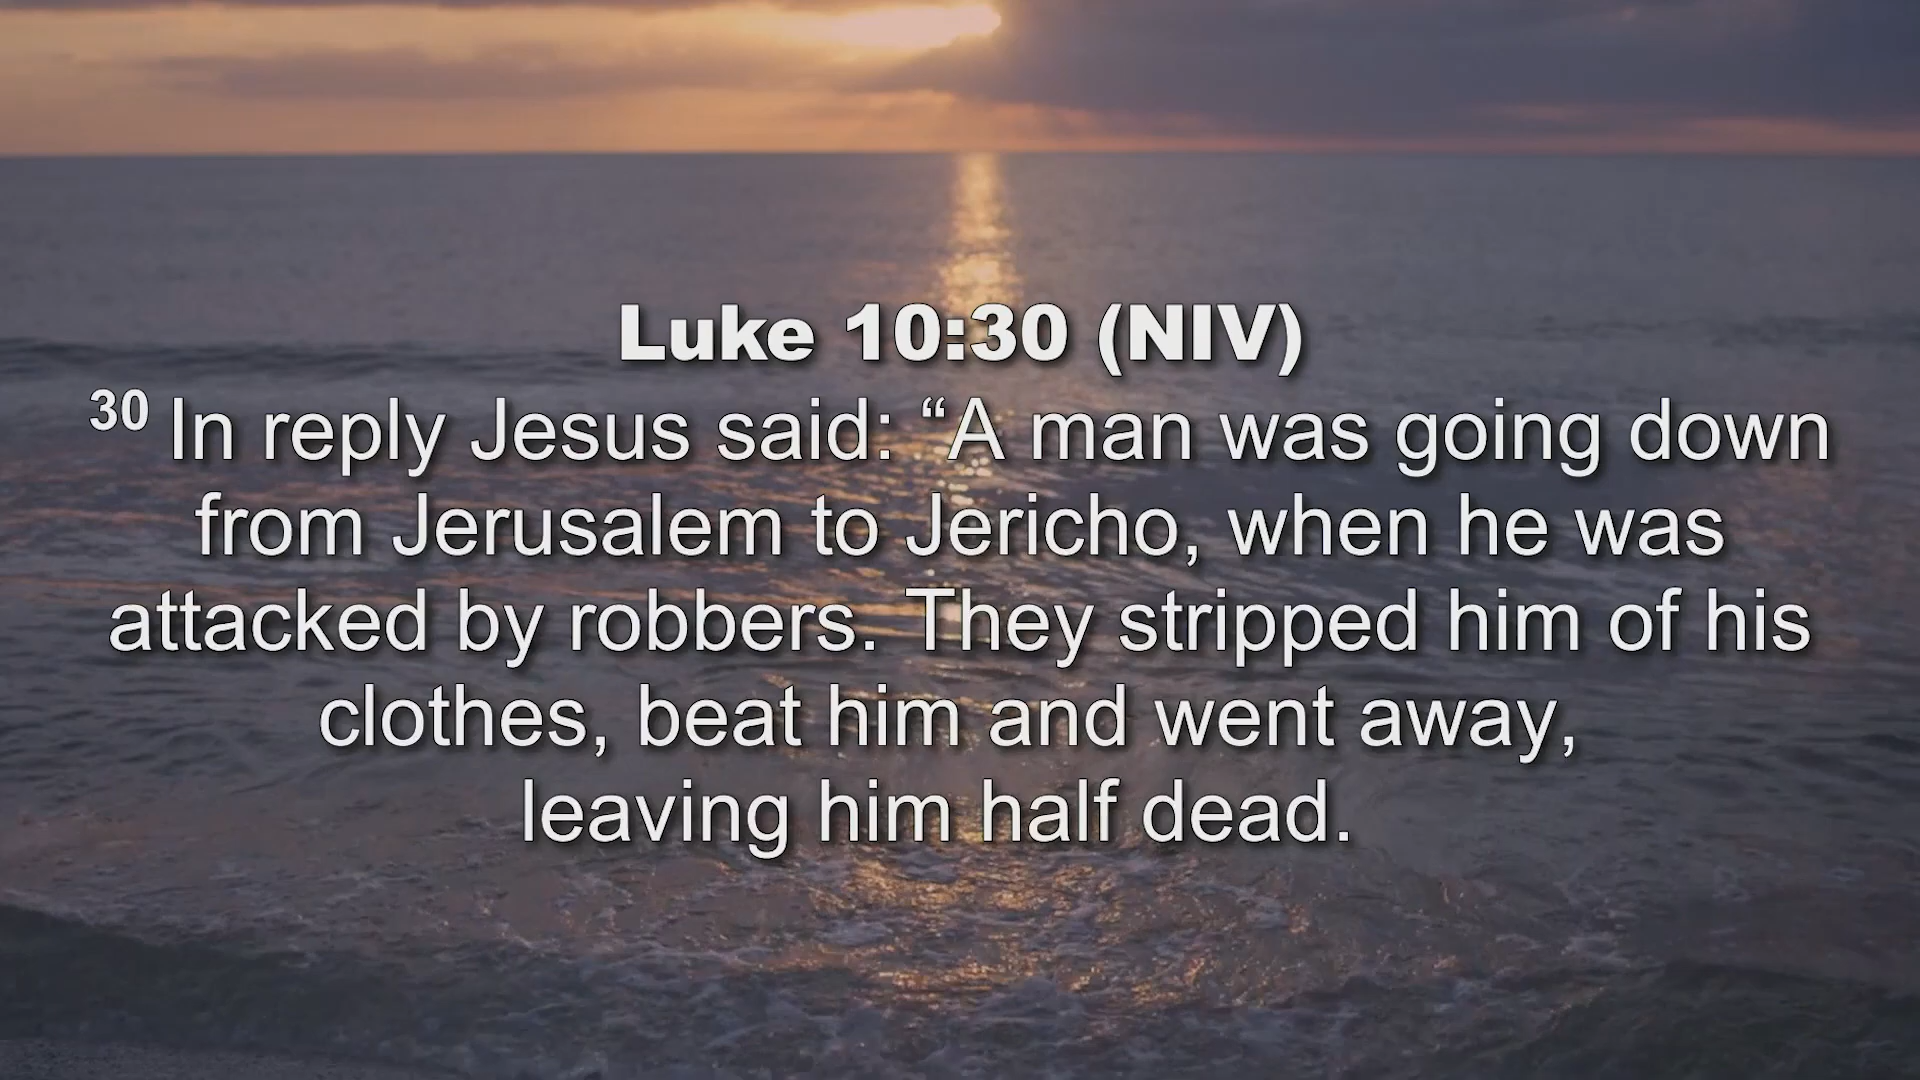 Luke 10:30 (NIV)
30 In reply Jesus said: “A man was going down
from Jerusalem to Jericho, when he was
attacked by robbers. They stripped him of his
clothes, beat him and went away,
leaving him half dead.